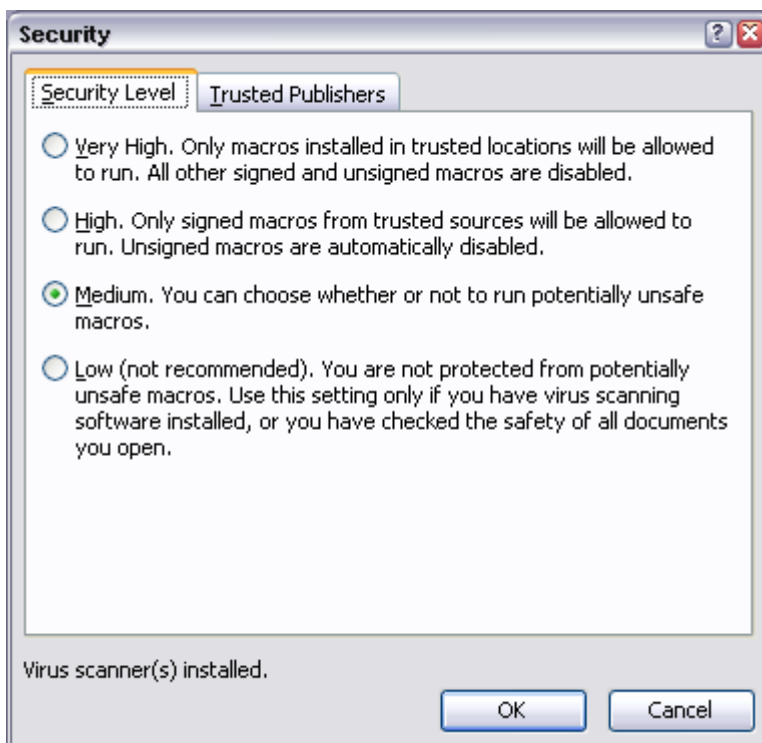 Security
Security Level Trusted Publishers
Very High. Only macros installed in trusted locations will be allowed
to run. All other signed and unsigned macros are disabled.
High. Only signed macros from trusted sources will be allowed to
run. Unsigned macros are automatically disabled.
Medium. You can choose whether or not to run potentially unsafe
macros.
Low (not recommended). You are not protected from potentially
unsafe macros. Use this setting only if you have virus scanning
software installed, or you have checked the safety of all documents
you open.
Virus scanner(s) installed.
OK Cancel